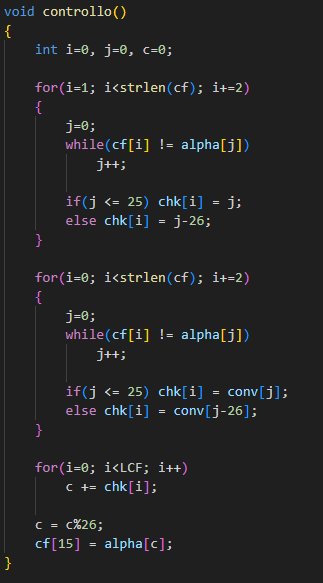 void controllo()
{
    int i=0, j=0, c=0;

    for(i=1; i<strlen(cf); i+=2)
    {
        j=0;
        while(cf[i] != alpha[j])
            j++;

        if(j <= 25) chk[i] = j;
        else chk[i] = j-26;
    }

    for(i=0; i<strlen(cf); i+=2)
    {
        j=0;
        while(cf[i] != alpha[j])
            j++;

        if(j <= 25) chk[i] = conv[j];
        else chk[i] = conv[j-26];
    }

    for(i=0; i<LCF; i++)
        c += chk[i];

    c = c%26;
    cf[15] = alpha[c];
}